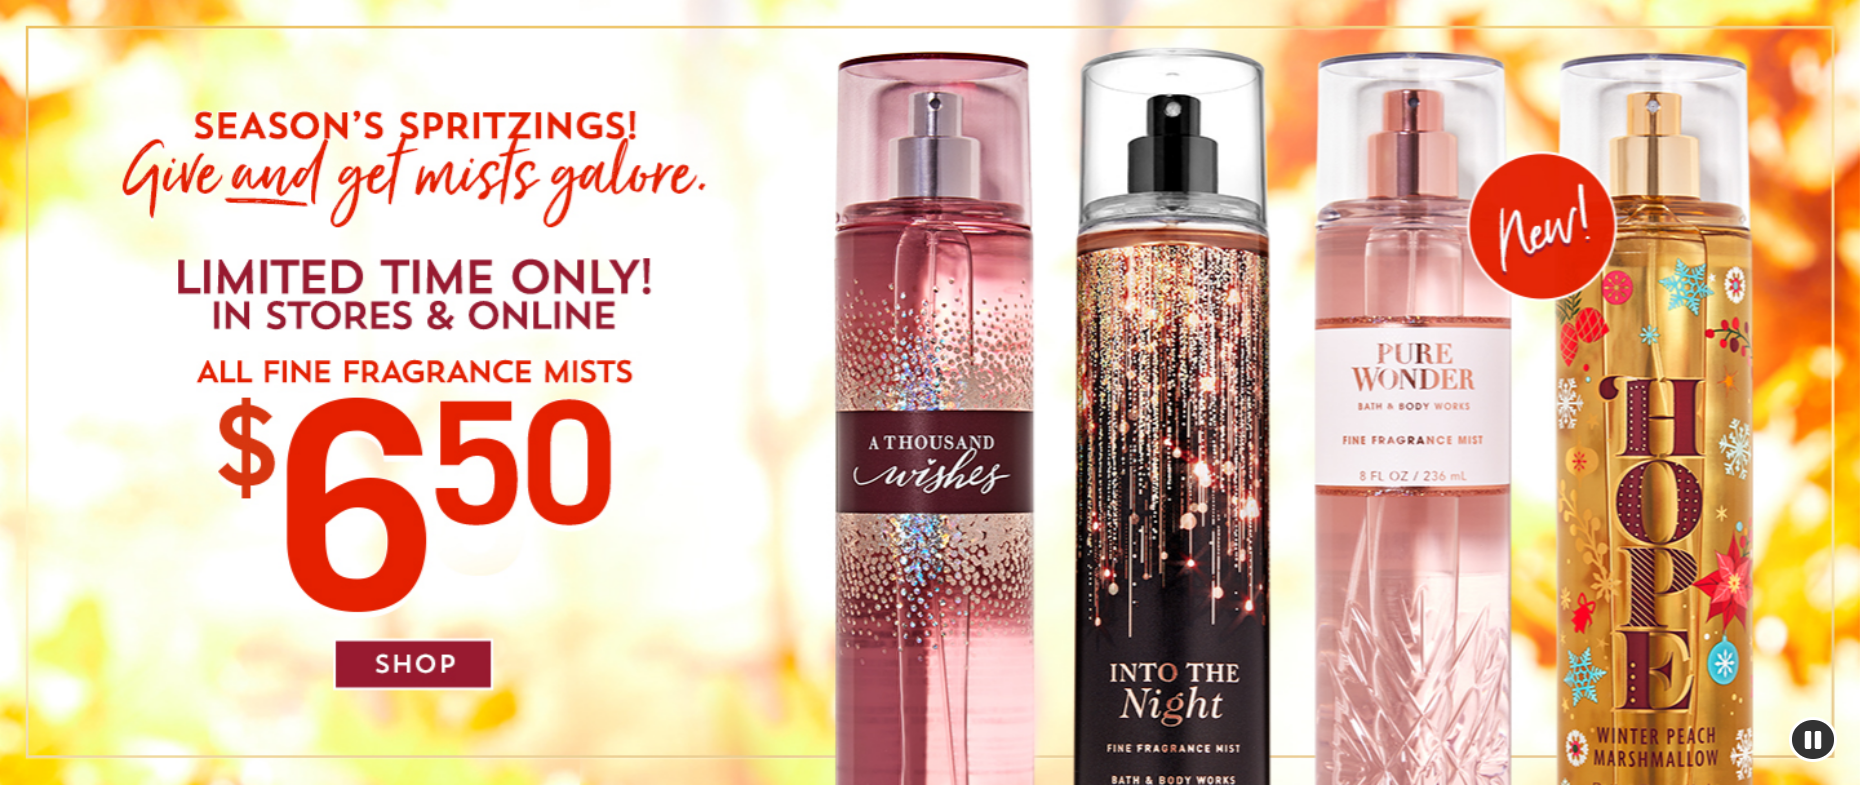 SEASON'S SPRITZINGS!
Give and get mists galore.
LIMITED TIME ONLY!
IN STORES & ONLINE
ALL FINE FRAGRANCE MISTS
$650
SHOP
A THOUSAND
wishes
INTO THE
Night
FINE FRAGRANCE MIST
BATH & BODY WORKS
PURE
WONDER
BATH & BODY WORKS
FINE FRAGRANCE MIST
8 FL OZ / 236 mL
New!
HOPE
WINTER PEACH
MARSHMALLOW